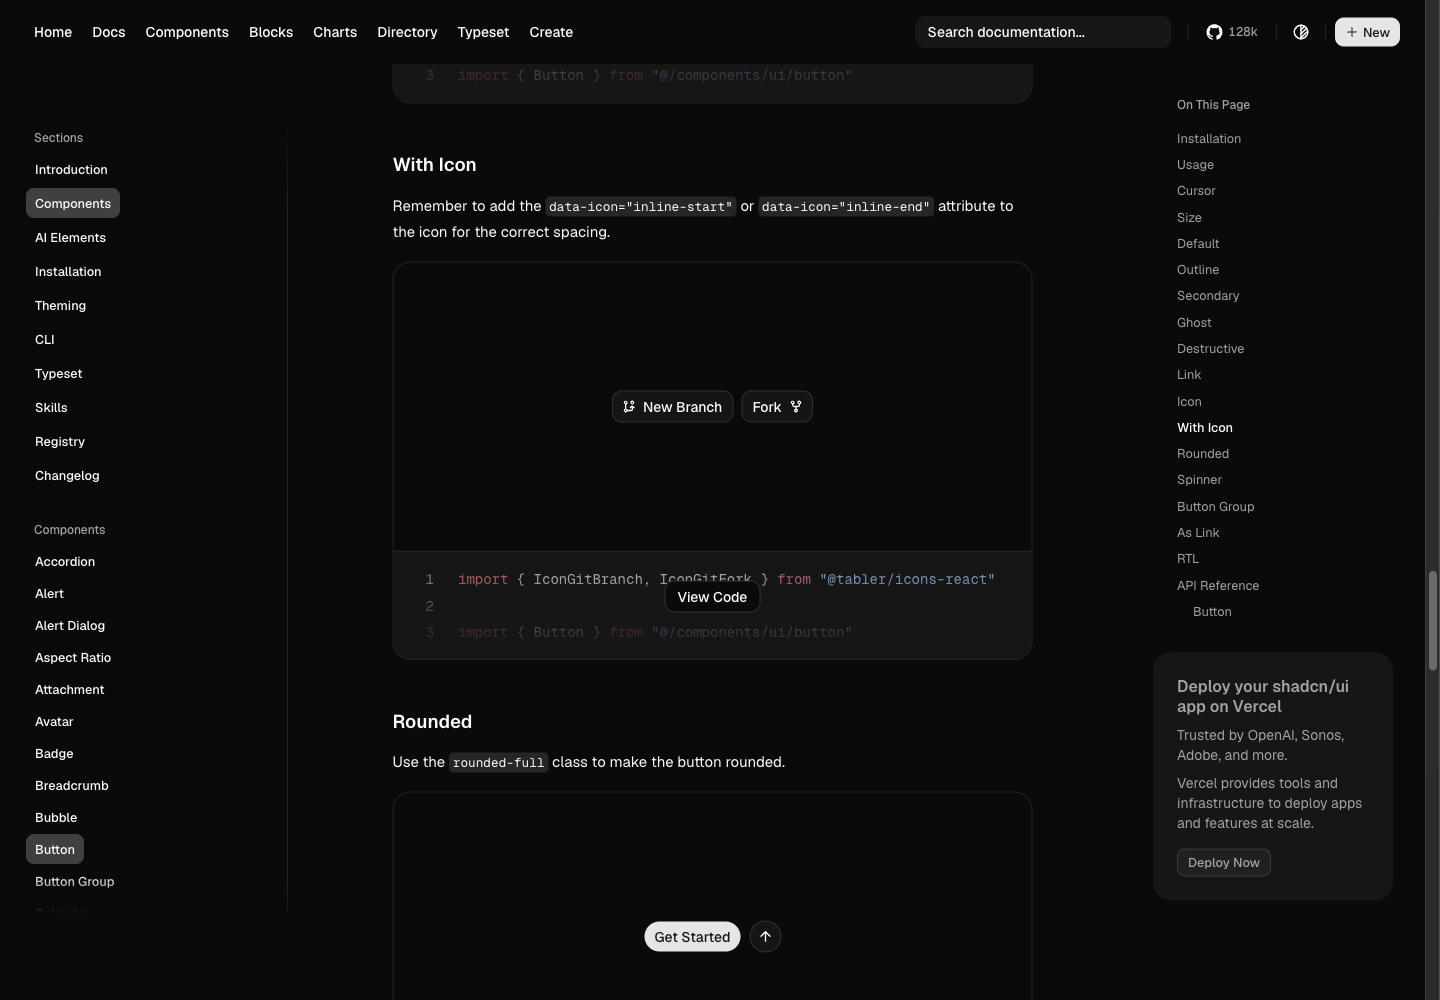 Home Docs Components Blocks Charts Directory Typeset Create
Search documentation...
128k
New
Sections
Introduction
Components
AI Elements
Installation
Theming
CLI
Typeset
Skills
Registry
Changelog
Components
Accordion
Alert
Alert Dialog
Aspect Ratio
Attachment
Avatar
Badge
Breadcrumb
Bubble
Button
Button Group
3 import { Button } from "@/components/ui/button"
With Icon
Remember to add the data-icon="inline-start" or data-icon="inline-end" attribute to
the icon for the correct spacing.
New Branch
Fork
1 import { IconGitBranch, IconGitFork } from "@tabler/icons-react"
View Code
2
3 import { Button } from "@/components/ui/button"
Rounded
Use the rounded-full class to make the button rounded.
Get Started
On This Page
Installation
Usage
Cursor
Size
Default
Outline
Secondary
Ghost
Destructive
Link
Icon
With Icon
Rounded
Spinner
Button Group
As Link
RTL
API Reference
Button
Deploy your shadcn/ui
app on Vercel
Trusted by OpenAI, Sonos,
Adobe, and more.
Vercel provides tools and
infrastructure to deploy apps
and features at scale.
Deploy Now